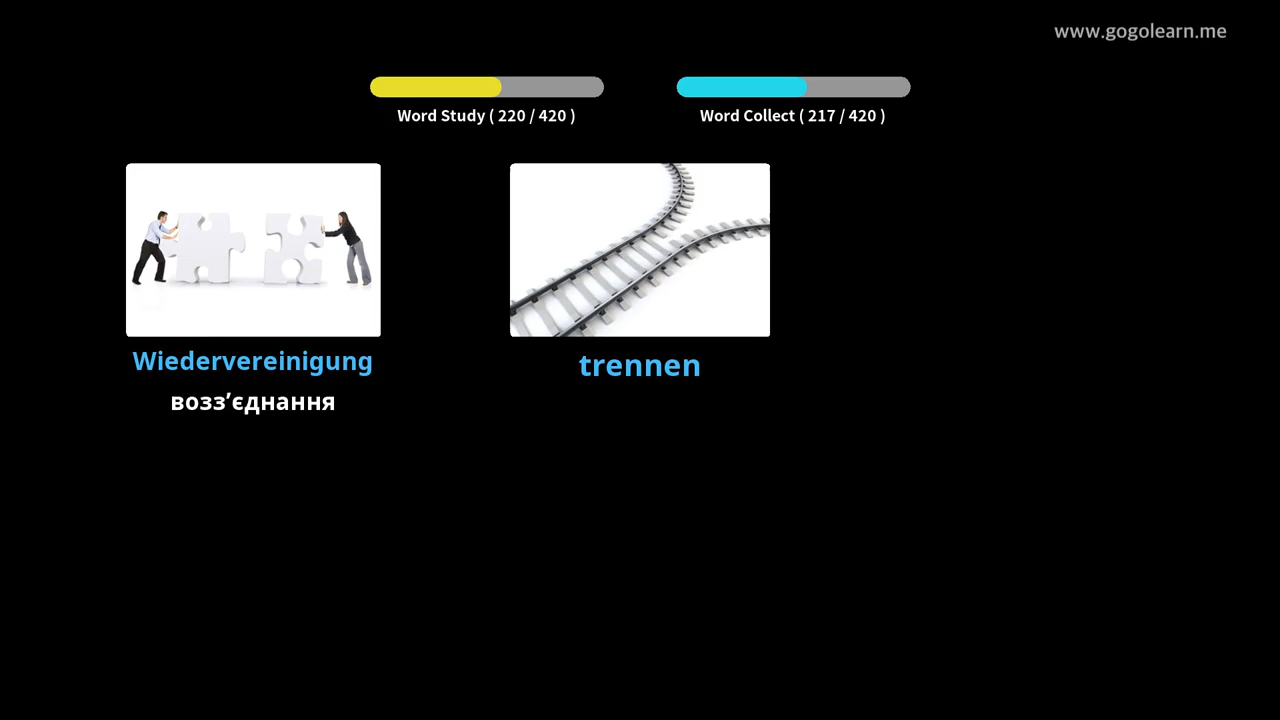 www.gogolearn.me
Word Study ( 220 / 420 )
Word Collect ( 217 / 420 )
Wiedervereinigung
возз’єднання
trennen